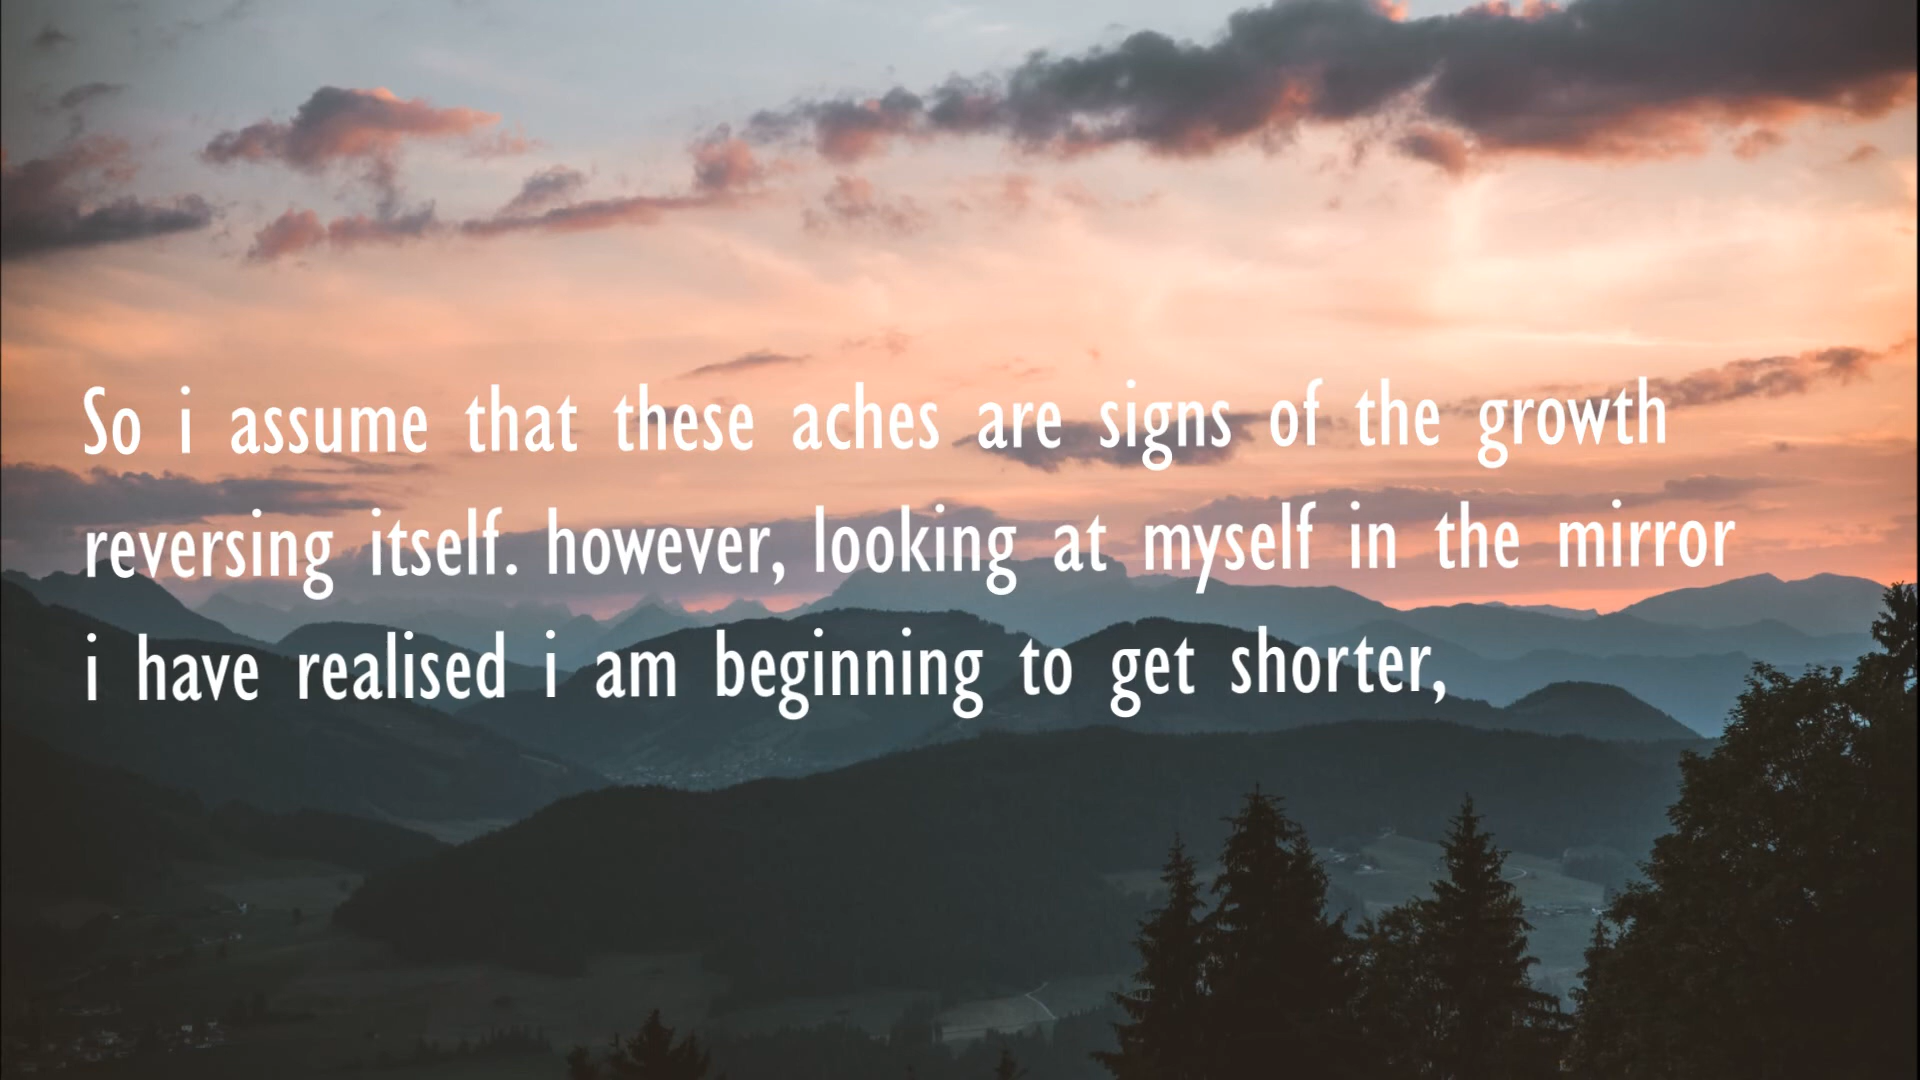 So i assume that these aches are signs of the growth
reversing itself. however, looking at myself in the mirror
i have realised i am beginning to get shorter,